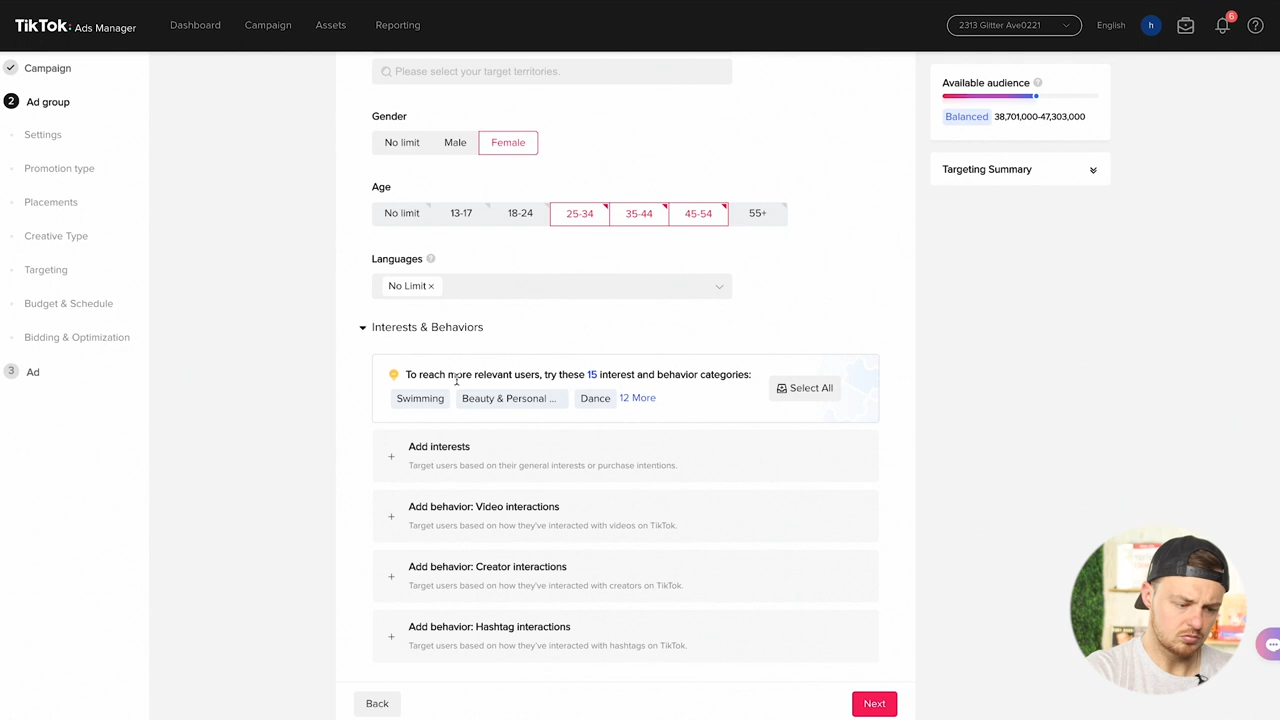 TikTok: Ads Manager
Dashboard
Campaign
Assets
Reporting
2313 Glitter Ave0221
English
h
6
?
Campaign
2 Ad group
Settings
Promotion type
Placements
Creative Type
Targeting
Budget & Schedule
Bidding & Optimization
3 Ad
Please select your target territories.
Gender
No limit Male Female
Age
No limit 13-17 18-24 25-34 35-44 45-54 55+
Languages ?
No Limit ×
Interests & Behaviors
To reach more relevant users, try these 15 interest and behavior categories:
Swimming Beauty & Personal ... Dance 12 More
Select All
+ Add interests
Target users based on their general interests or purchase intentions.
+ Add behavior: Video interactions
Target users based on how they've interacted with videos on TikTok.
+ Add behavior: Creator interactions
Target users based on how they've interacted with creators on TikTok.
+ Add behavior: Hashtag interactions
Target users based on how they've interacted with hashtags on TikTok.
Back
Next
Available audience ?
Balanced 38,701,000-47,303,000
Targeting Summary